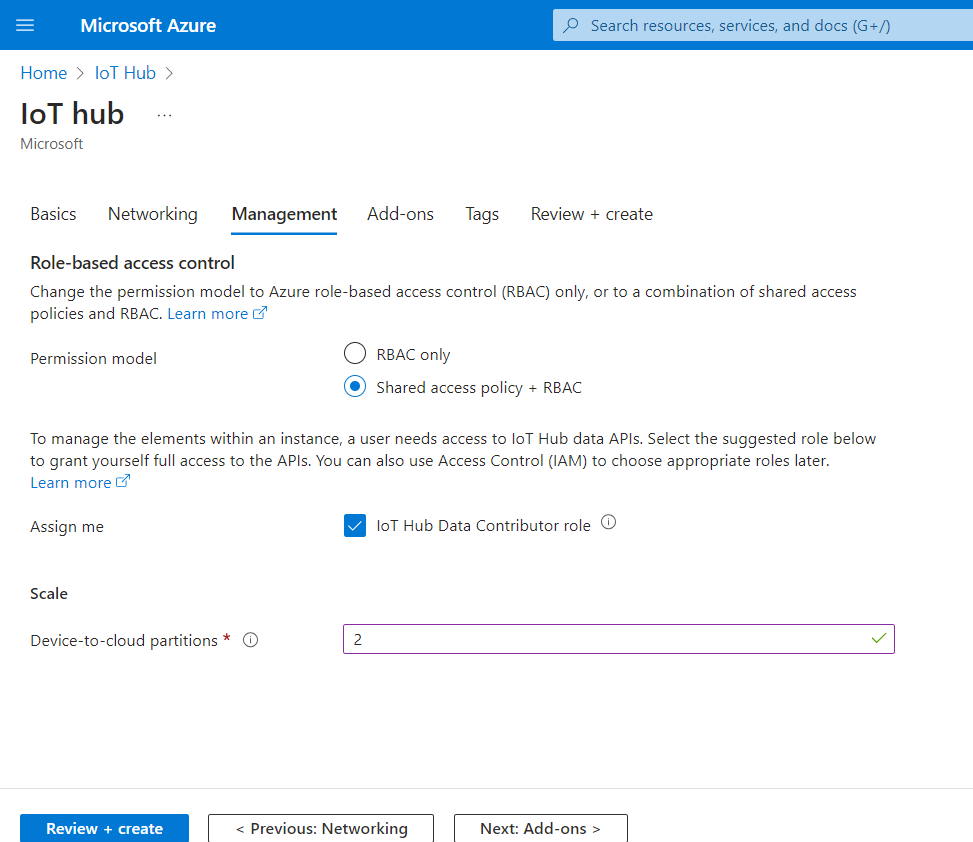 Microsoft Azure
Search resources, services, and docs (G+/)
Home > IoT Hub >
IoT hub ...
Microsoft
Basics Networking Management Add-ons Tags Review + create
Role-based access control
Change the permission model to Azure role-based access control (RBAC) only, or to a combination of shared access
policies and RBAC. Learn more
Permission model
RBAC only
Shared access policy + RBAC
To manage the elements within an instance, a user needs access to IoT Hub data APIs. Select the suggested role below
to grant yourself full access to the APIs. You can also use Access Control (IAM) to choose appropriate roles later.
Learn more
Assign me
IoT Hub Data Contributor role
Scale
Device-to-cloud partitions *
2
Review + create
< Previous: Networking
Next: Add-ons >